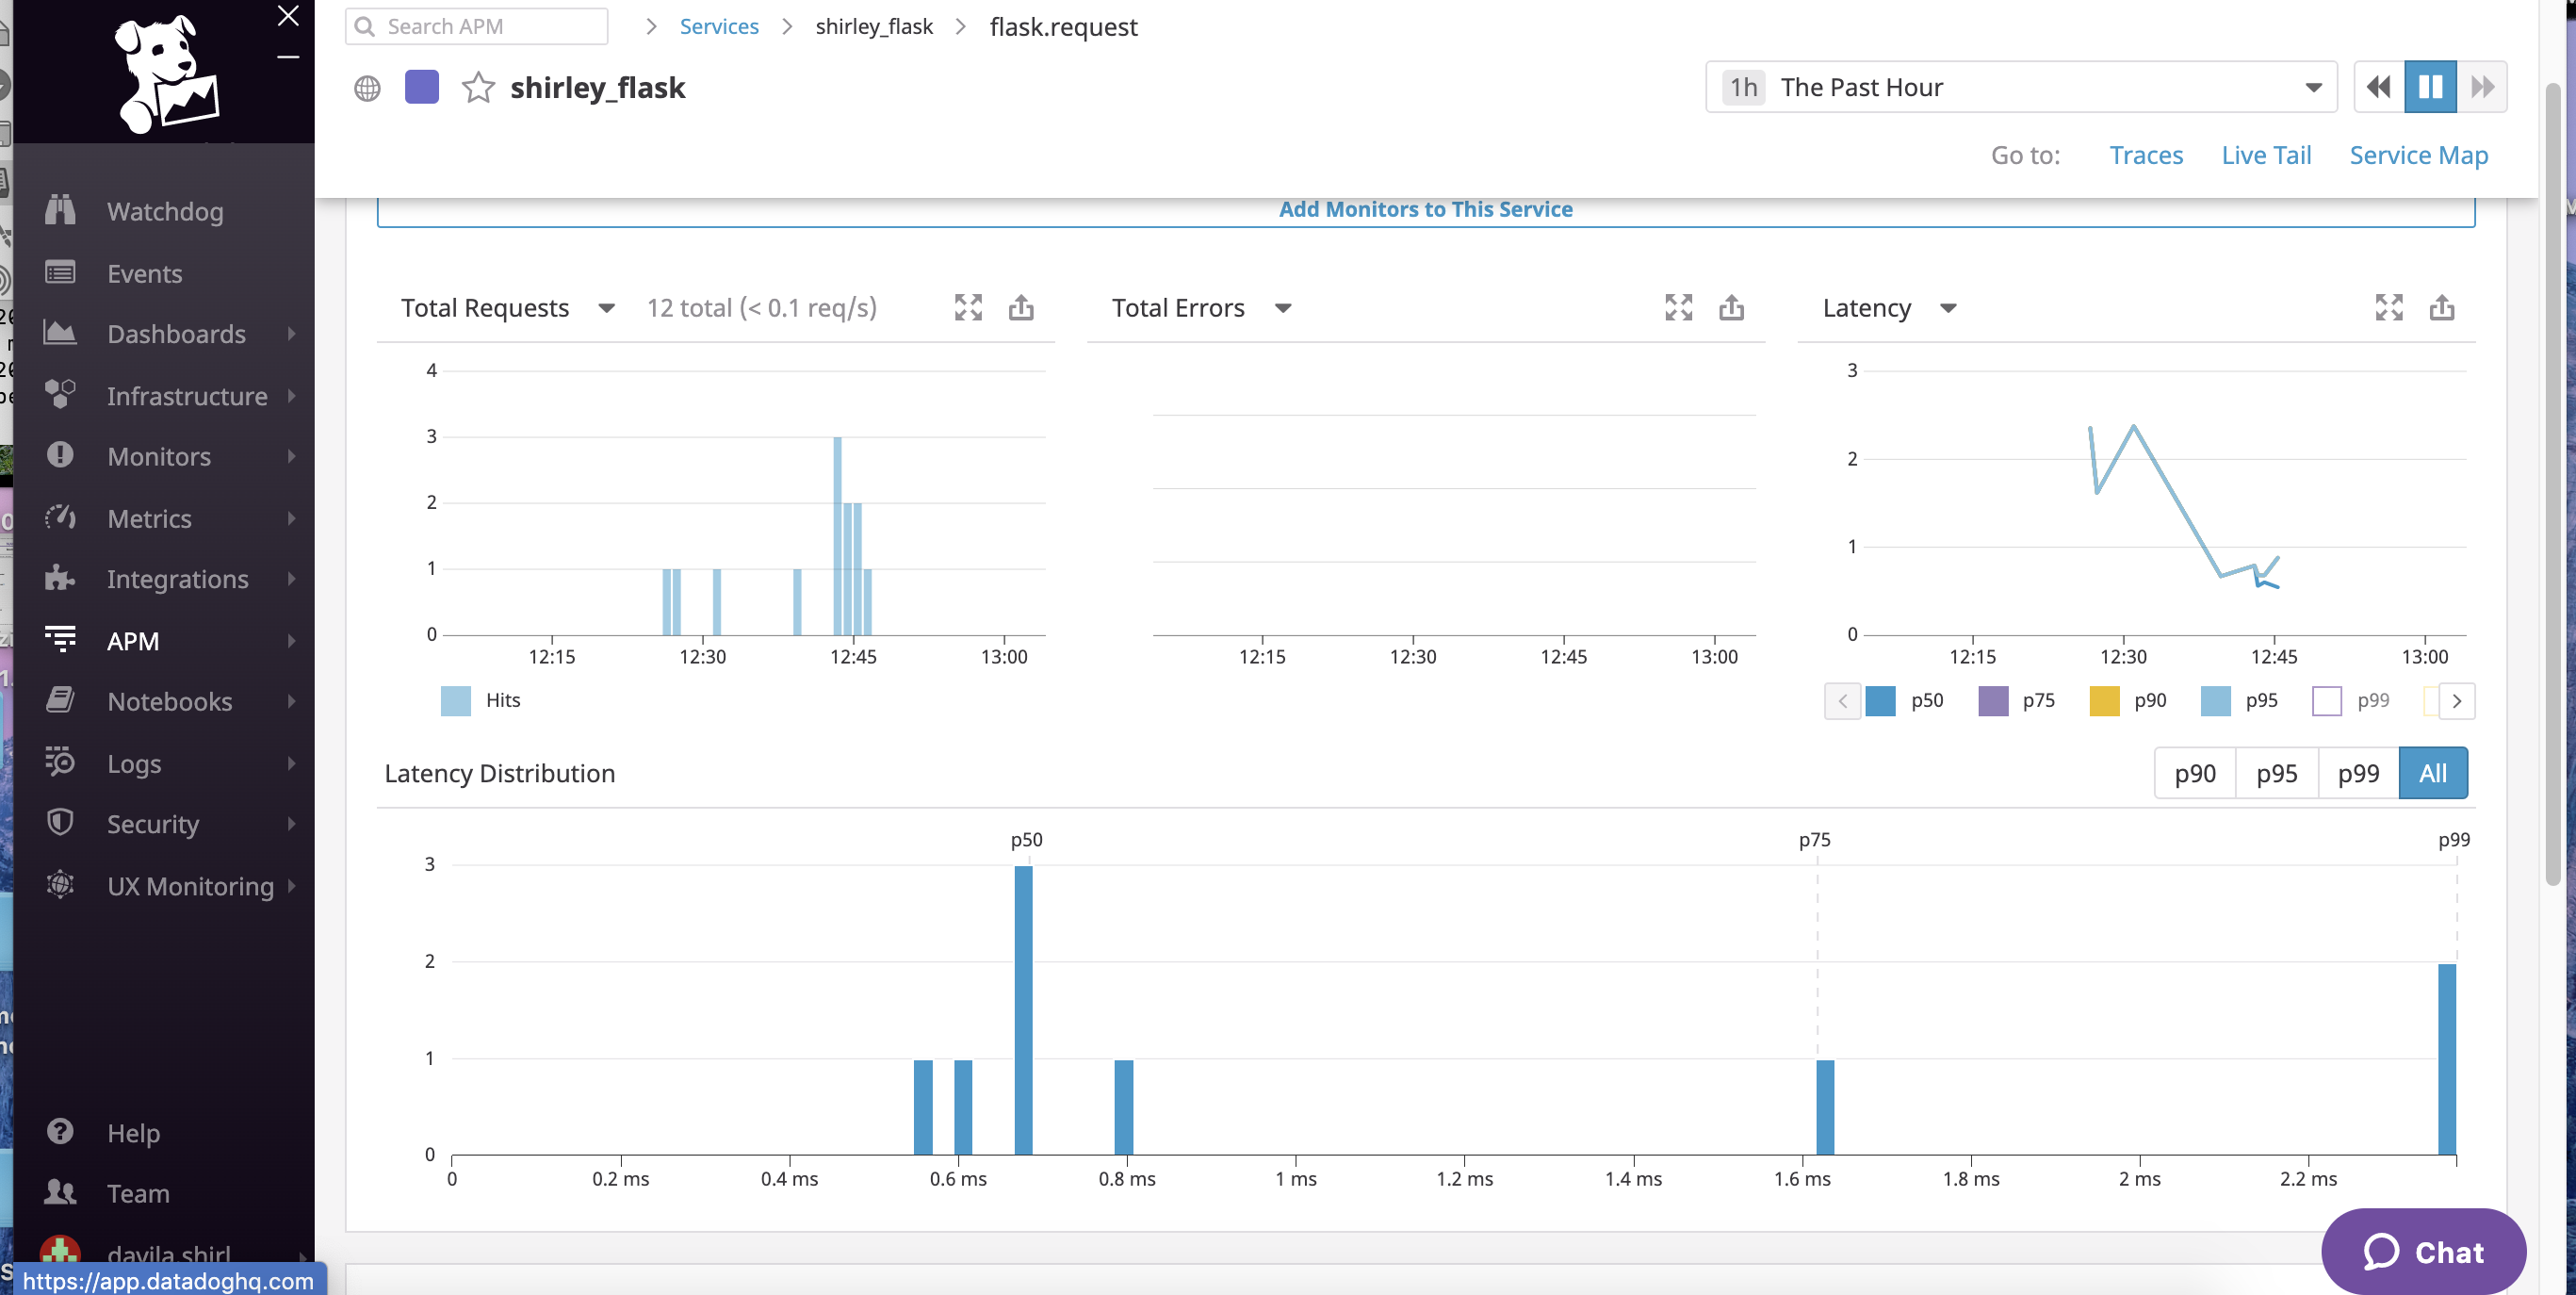 Search APM > Services > shirley_flask > flask.request
shirley_flask
1h The Past Hour
Go to: Traces Live Tail Service Map
Add Monitors to This Service
Watchdog
Events
Dashboards
Infrastructure
Monitors
Metrics
Integrations
APM
Notebooks
Logs
Security
UX Monitoring
Help
Team
davila.shirl
https://app.datadoghq.com
Total Requests 12 total (< 0.1 req/s)
4
3
2
1
0
12:15 12:30 12:45 13:00
Hits
Total Errors
12:15 12:30 12:45 13:00
Latency
3
2
1
0
12:15 12:30 12:45 13:00
p50 p75 p90 p95 p99
Latency Distribution
p90 p95 p99 All
p50 p75 p99
3
2
1
0
0 0.2 ms 0.4 ms 0.6 ms 0.8 ms 1 ms 1.2 ms 1.4 ms 1.6 ms 1.8 ms 2 ms 2.2 ms
Chat